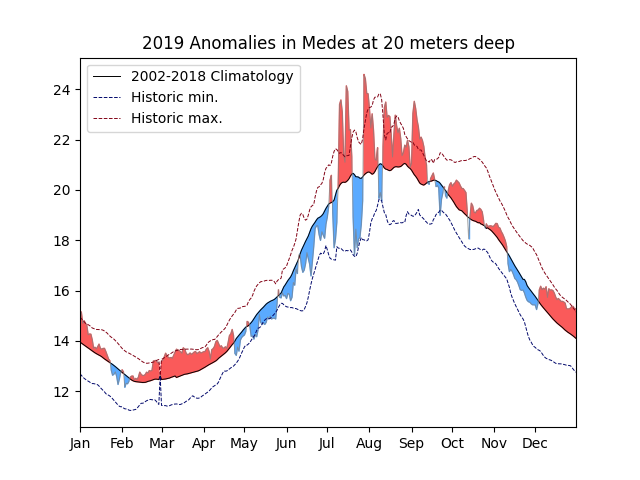 2019 Anomalies in Medes at 20 meters deep
2002-2018 Climatology
Historic min.
Historic max.
24
22
20
18
16
14
12
Jan Feb Mar Apr May Jun Jul Aug Sep Oct Nov Dec